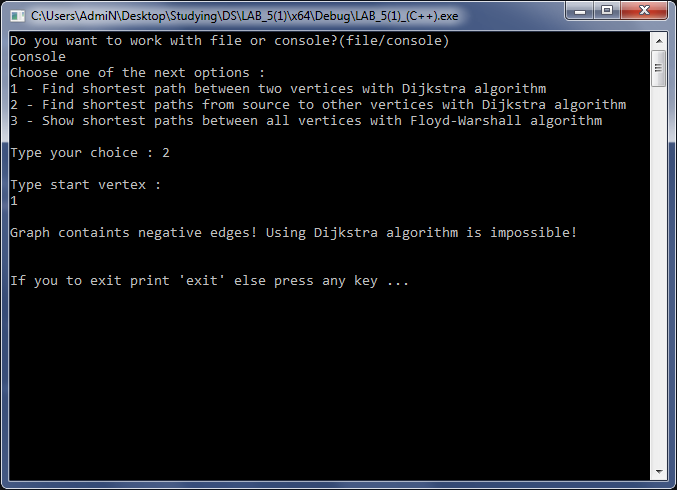 C:\Users\AdmiN\Desktop\Studying\DS\LAB_5(1)\x64\Debug\LAB_5(1)_(C++).exe
Do you want to work with file or console?(file/console)
console
Choose one of the next options :
1 - Find shortest path between two vertices with Dijkstra algorithm
2 - Find shortest paths from source to other vertices with Dijkstra algorithm
3 - Show shortest paths between all vertices with Floyd-Warshall algorithm
Type your choice : 2
Type start vertex :
1
Graph containts negative edges! Using Dijkstra algorithm is impossible!
If you to exit print 'exit' else press any key ...